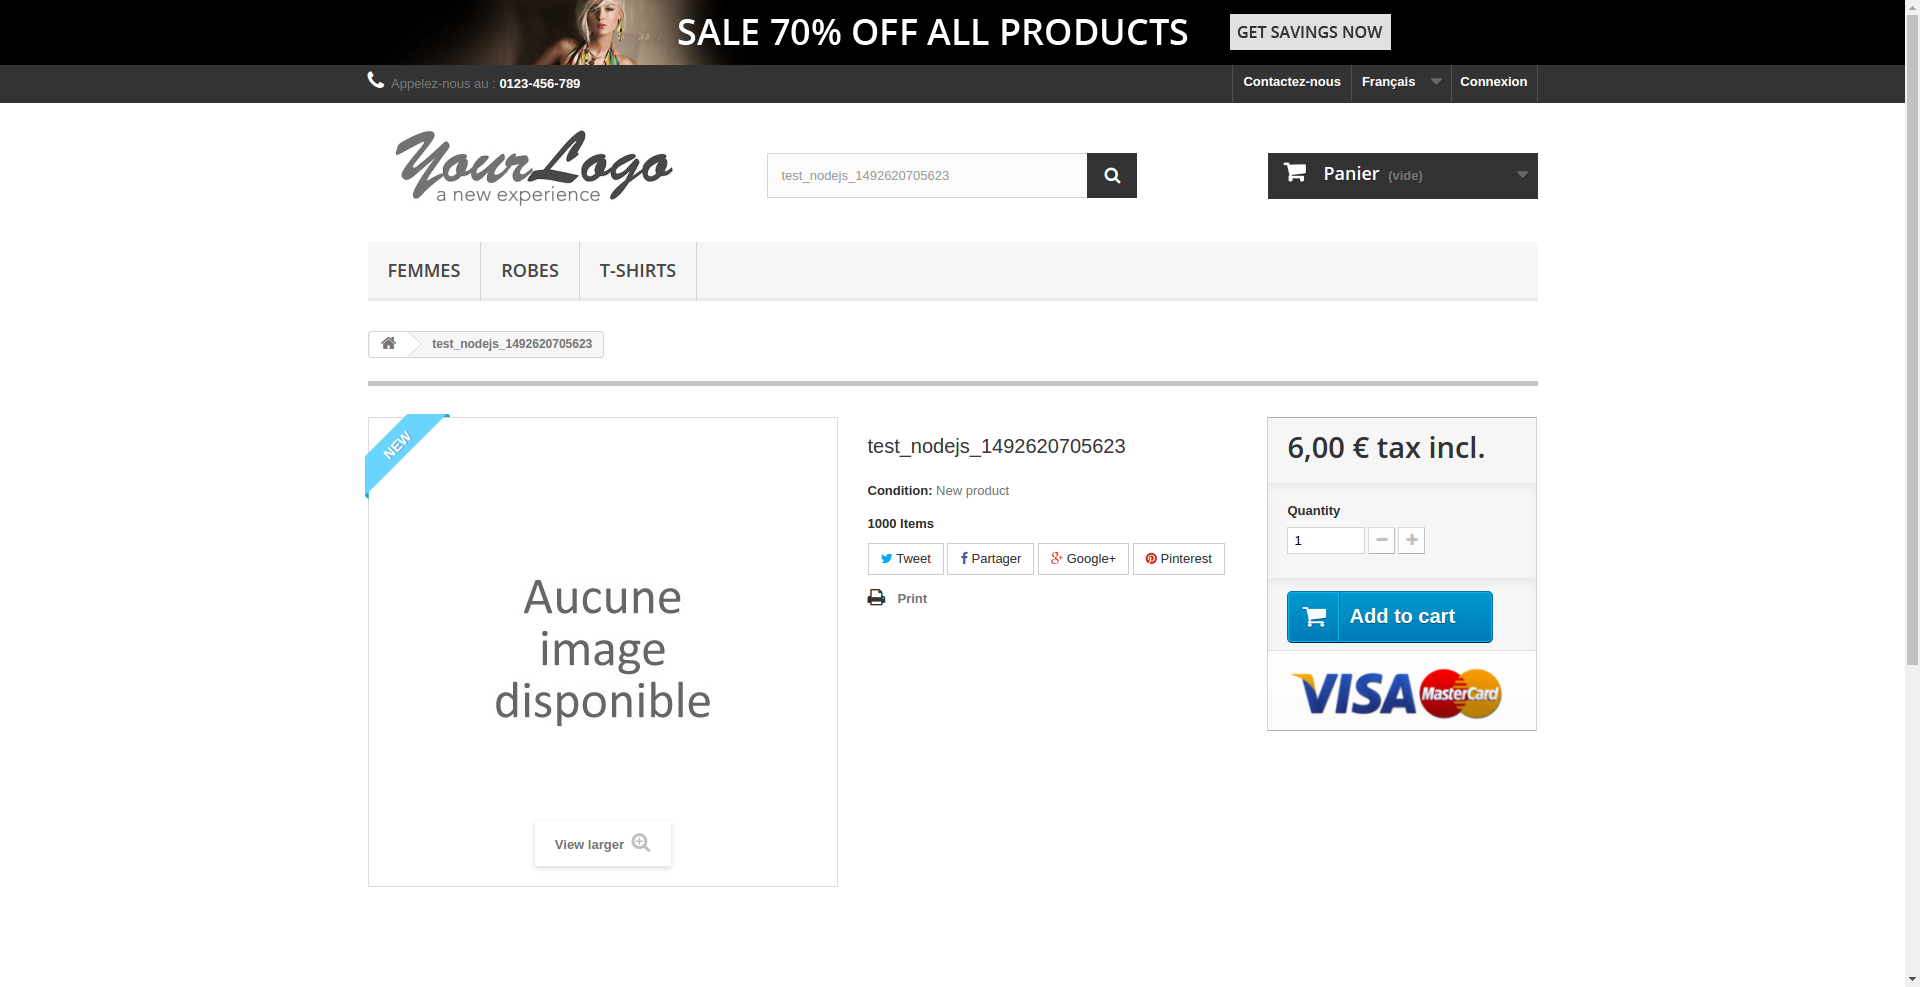 SALE 70% OFF ALL PRODUCTS GET SAVINGS NOW
Appelez-nous au : 0123-456-789 Contactez-nous Français Connexion
YourLogo
a new experience
test_nodejs_1492620705623
Panier (vide)
FEMMES ROBES T-SHIRTS
test_nodejs_1492620705623
NEW
Aucune
image
disponible
View larger
test_nodejs_1492620705623
Condition: New product
1000 Items
Tweet Partager Google+ Pinterest
Print
6,00 € tax incl.
Quantity
1
Add to cart
VISA MasterCard